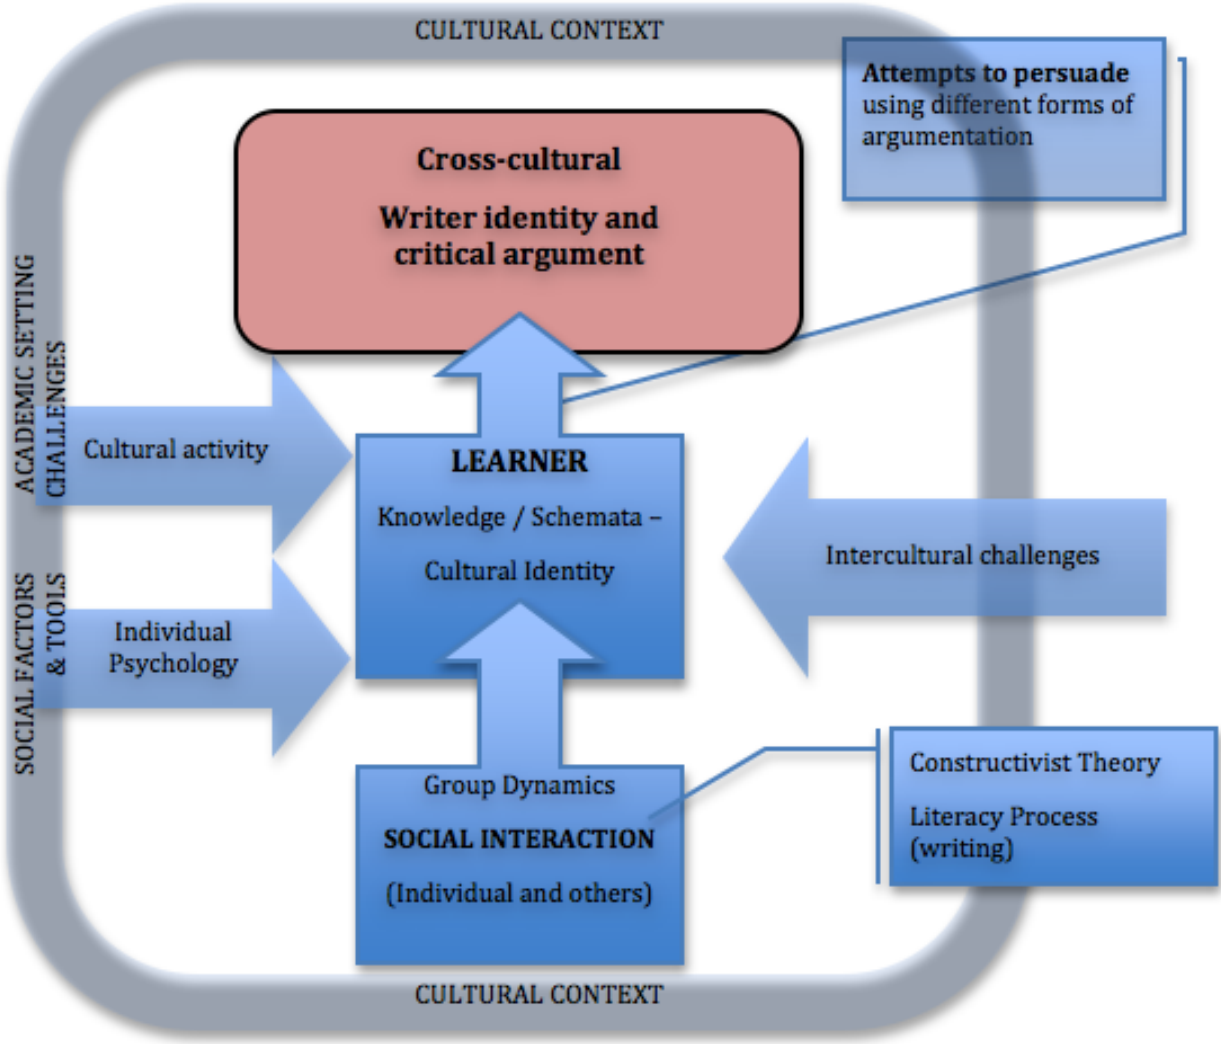 CULTURAL CONTEXT
Attempts to persuade
using different forms of
argumentation
Cross-cultural
Writer identity and
critical argument
ACADEMIC SETTING
CHALLENGES
Cultural activity
LEARNER
Knowledge / Schemata –
Cultural Identity
Intercultural challenges
SOCIAL FACTORS
& TOOLS
Individual
Psychology
Group Dynamics
SOCIAL INTERACTION
(Individual and others)
Constructivist Theory
Literacy Process
(writing)
CULTURAL CONTEXT